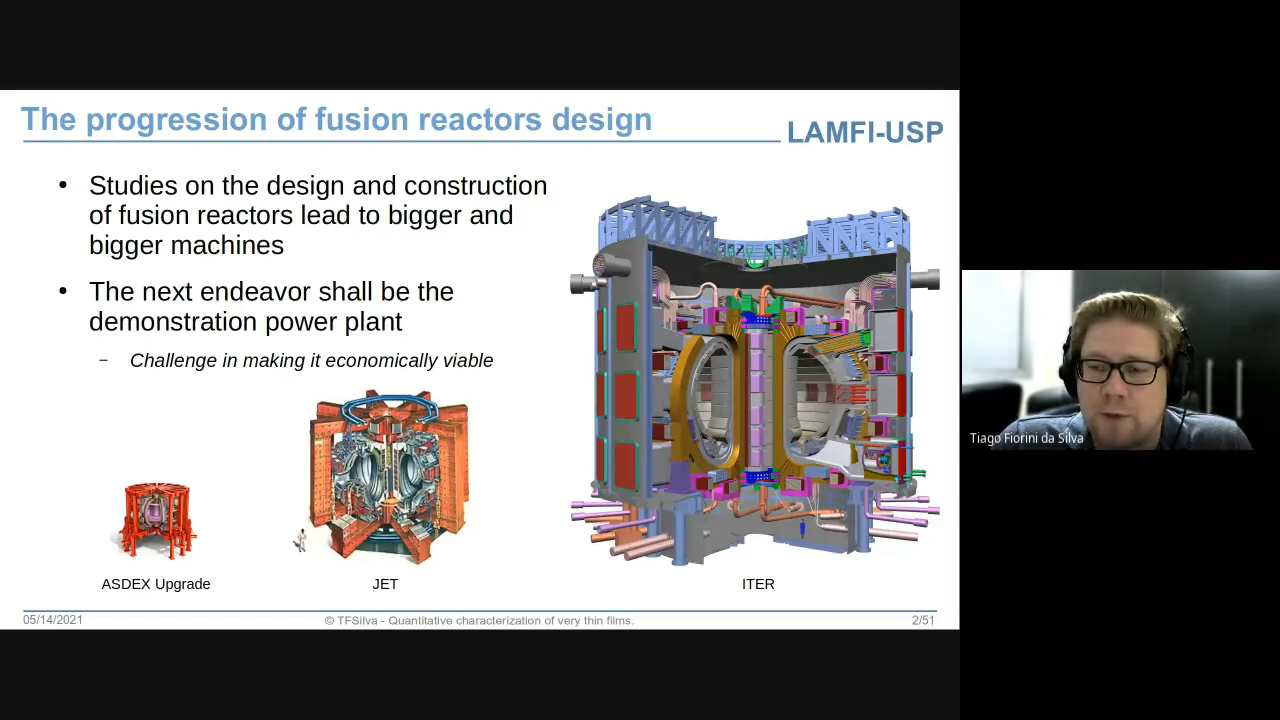 The progression of fusion reactors design
LAMFI-USP
• Studies on the design and construction
of fusion reactors lead to bigger and
bigger machines
• The next endeavor shall be the
demonstration power plant
– Challenge in making it economically viable
ASDEX Upgrade
JET
ITER
05/14/2021
© TFSilva - Quantitative characterization of very thin films.
2/51
Tiago Fiorini da Silva